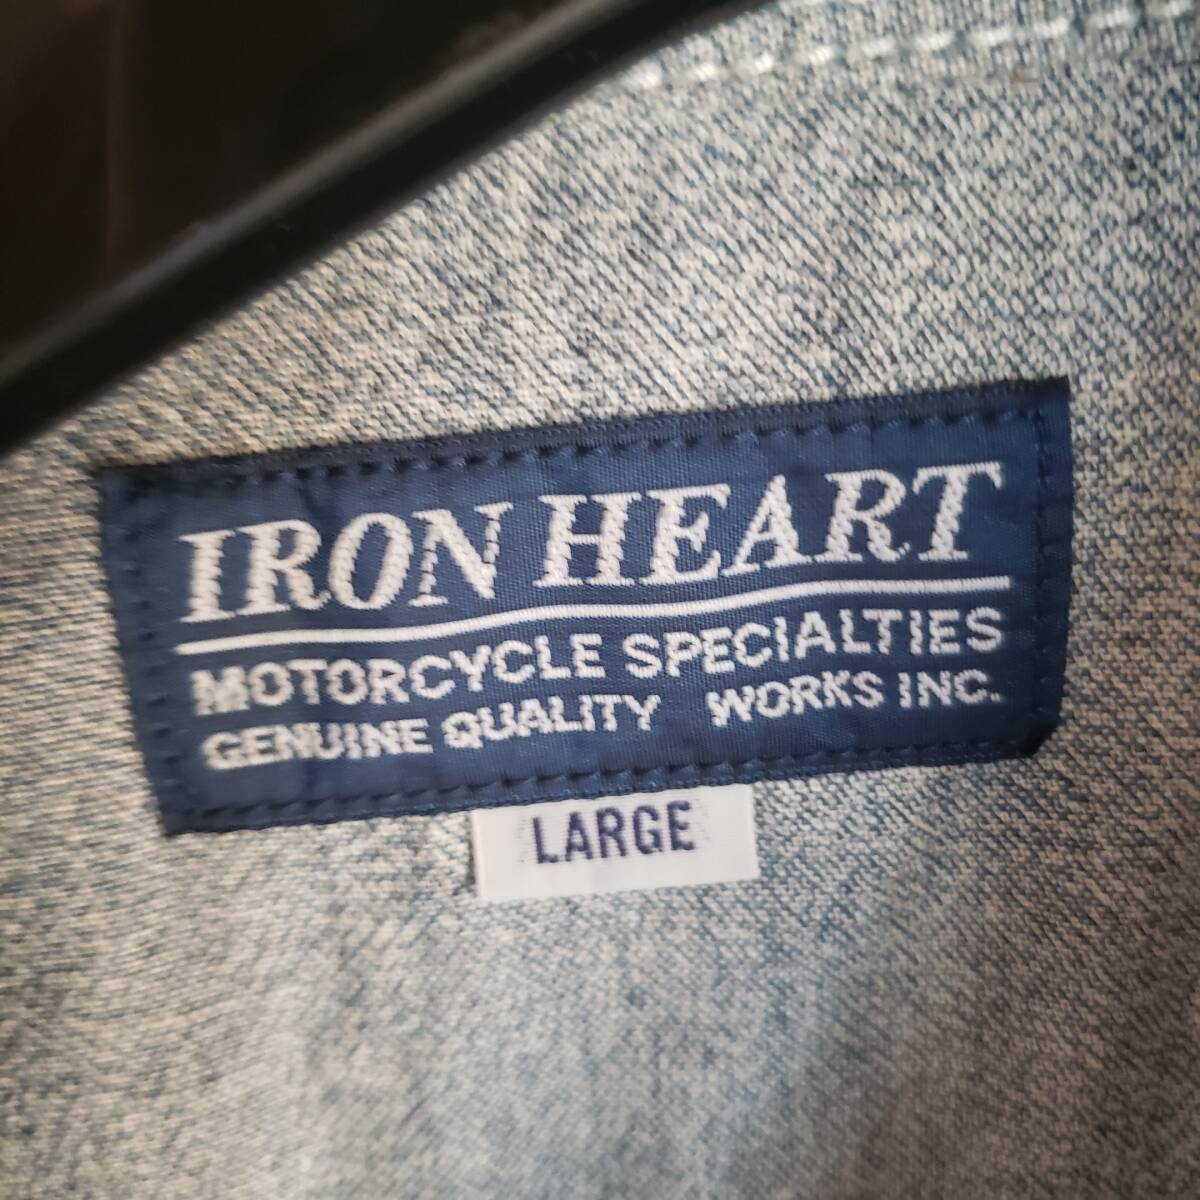 IRON HEART
MOTORCYCLE SPECIALTIES
GENUINE QUALITY WORKS INC.
LARGE